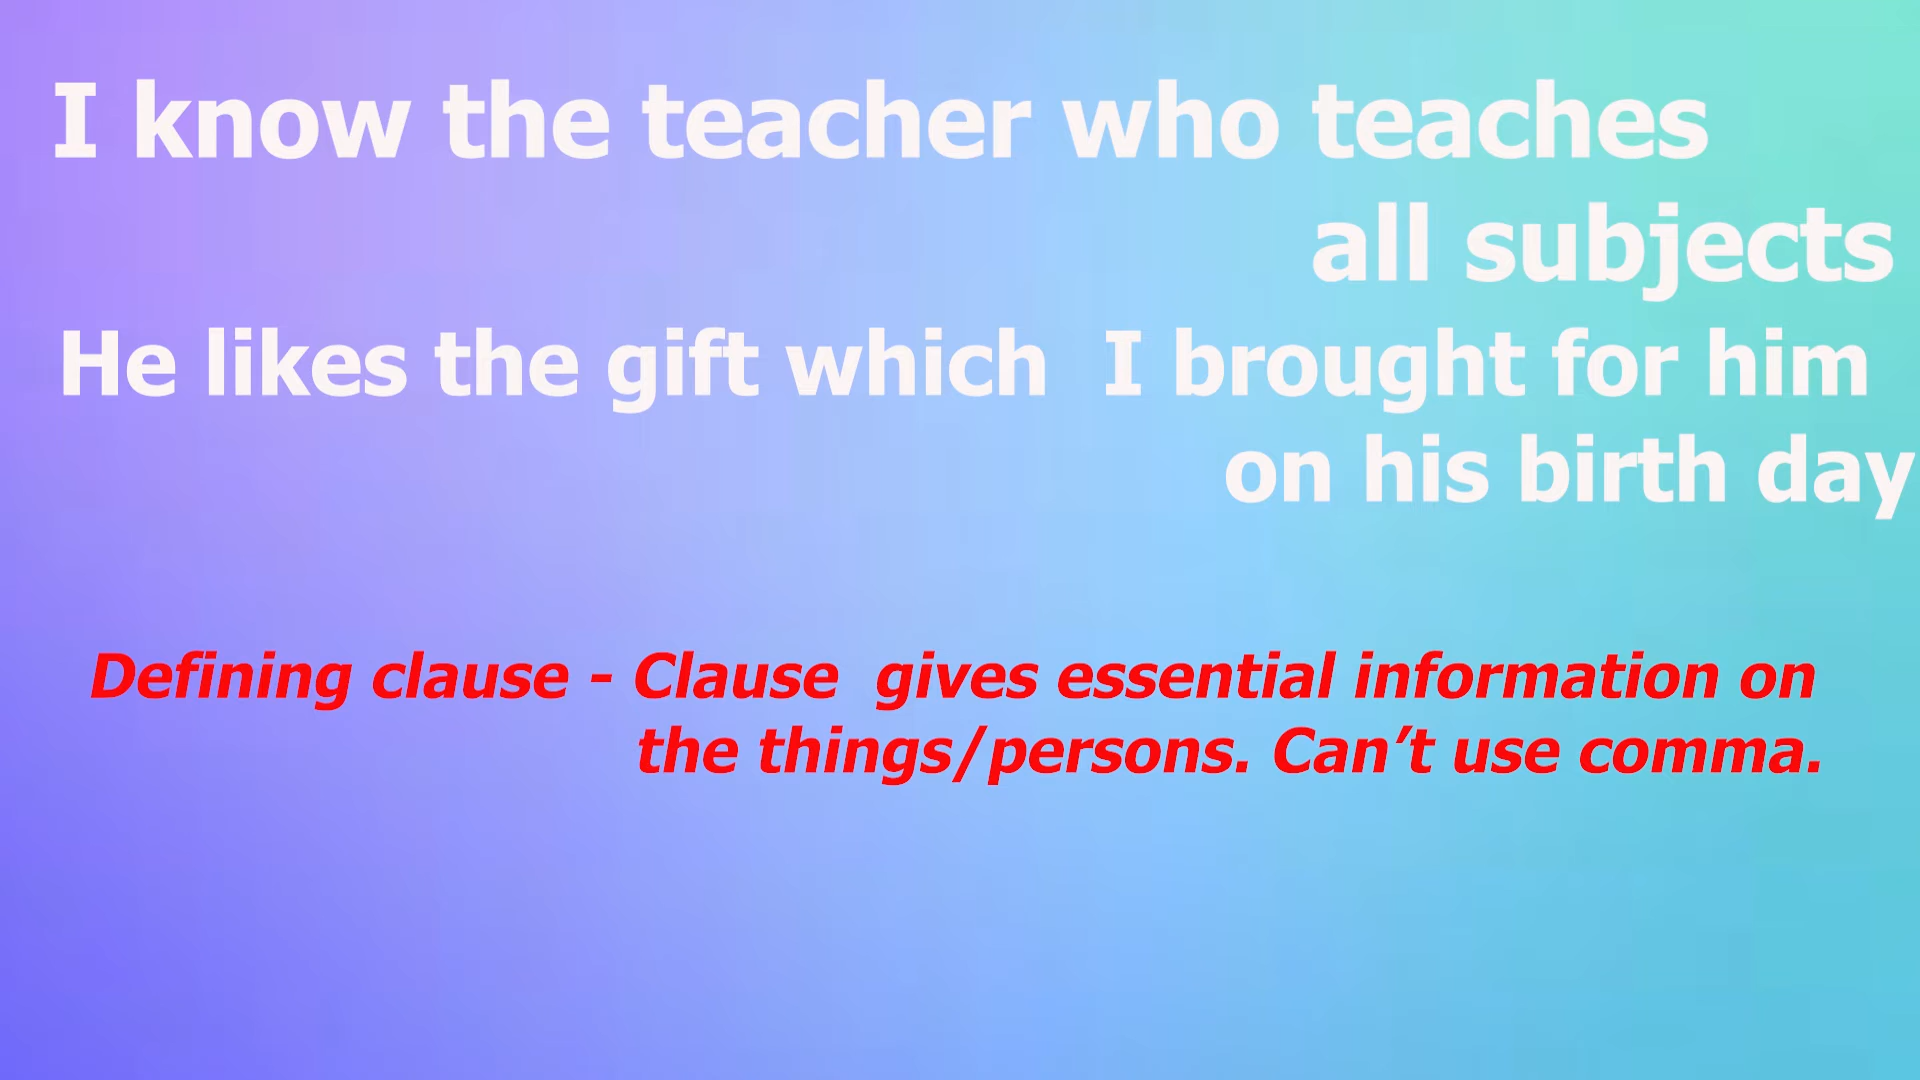 I know the teacher who teaches
all subjects
He likes the gift which I brought for him
on his birth day
Defining clause - Clause gives essential information on
the things/persons. Can’t use comma.